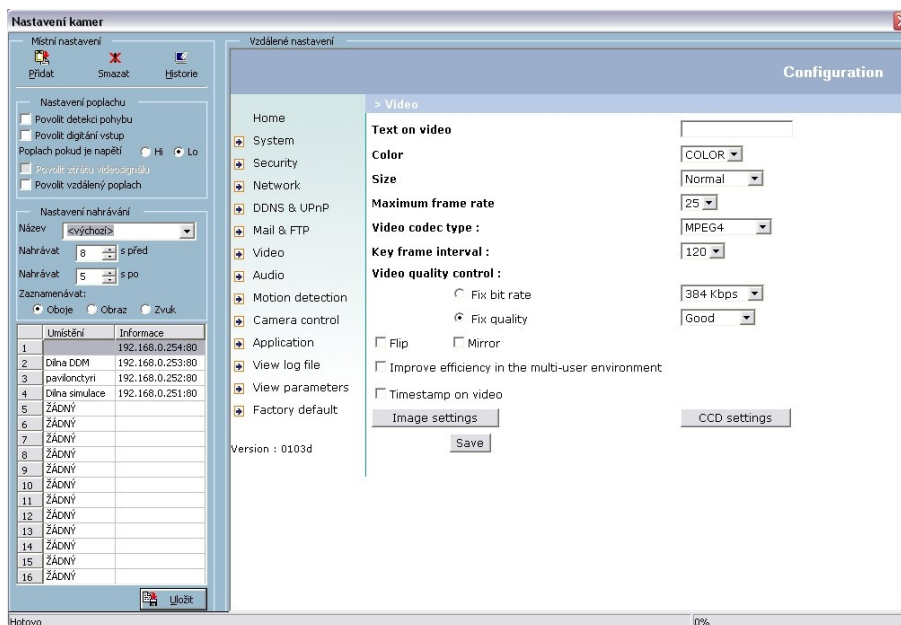 Nastavení kamer
Místní nastavení
Přidat Smazat Historie
Nastavení poplachu
Povolit detekci pohybu
Povolit digitání vstup
Poplach pokud je napětí Hi Lo
Povolit ztrátu videosignálu
Povolit vzdálený poplach
Nastavení nahrávání
Název <výchozí>
Nahrávat 8 s před
Nahrávat 5 s po
Zaznamenávat:
Oboje Obraz Zvuk
Umístění Informace
1 192.168.0.254:80
2 Dílna DDM 192.168.0.253:80
3 pavilonctyri 192.168.0.252:80
4 Dílna simulace 192.168.0.251:80
5 ŽÁDNÝ
6 ŽÁDNÝ
7 ŽÁDNÝ
8 ŽÁDNÝ
9 ŽÁDNÝ
10 ŽÁDNÝ
11 ŽÁDNÝ
12 ŽÁDNÝ
13 ŽÁDNÝ
14 ŽÁDNÝ
15 ŽÁDNÝ
16 ŽÁDNÝ
Uložit
Vzdálené nastavení
Configuration
Home
System
Security
Network
DDNS & UPnP
Mail & FTP
Video
Audio
Motion detection
Camera control
Application
View log file
View parameters
Factory default
Version : 0103d
> Video
Text on video
Color COLOR
Size Normal
Maximum frame rate 25
Video codec type : MPEG4
Key frame interval : 120
Video quality control :
Fix bit rate 384 Kbps
Fix quality Good
Flip Mirror
Improve efficiency in the multi-user environment
Timestamp on video
Image settings CCD settings
Save
Hotovo 0%